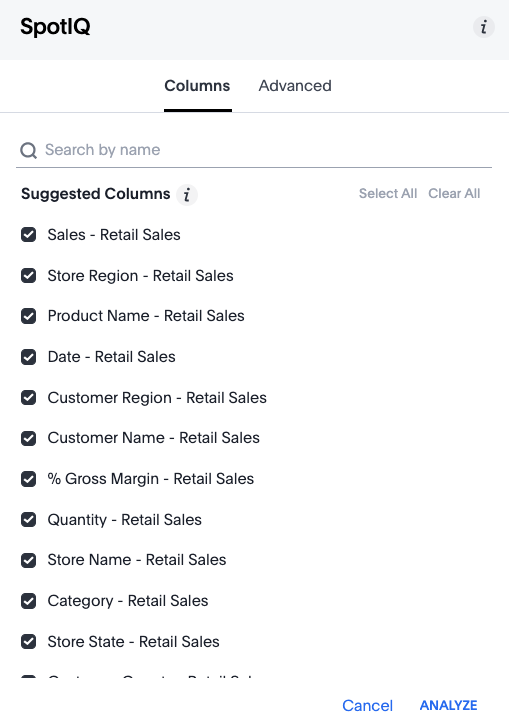 SpotIQ
i
Columns Advanced
Search by name
Suggested Columns i Select All Clear All
Sales - Retail Sales
Store Region - Retail Sales
Product Name - Retail Sales
Date - Retail Sales
Customer Region - Retail Sales
Customer Name - Retail Sales
% Gross Margin - Retail Sales
Quantity - Retail Sales
Store Name - Retail Sales
Category - Retail Sales
Store State - Retail Sales
Cancel ANALYZE